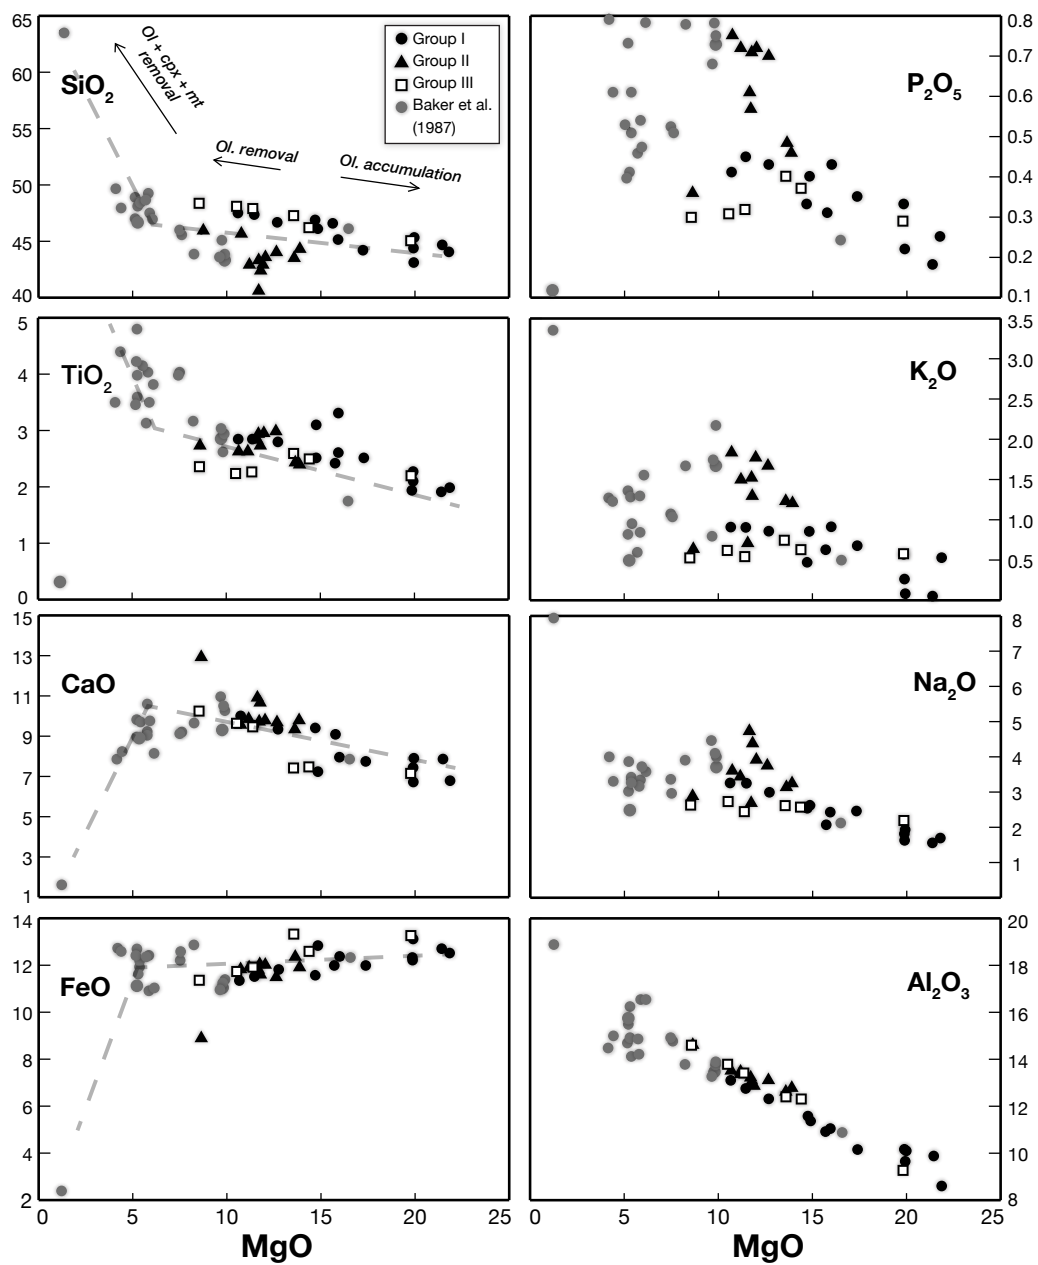 65
60
55
50
45
40
SiO2
Ol + cpx + mt
removal
Ol. removal
Ol. accumulation
Group I
Group II
Group III
Baker et al.
(1987)
0.8
0.7
0.6
0.5
0.4
0.3
0.2
0.1
P2O5
5
4
3
2
1
0
TiO2
3.5
3.0
2.5
2.0
1.5
1.0
0.5
K2O
15
13
11
9
7
5
3
1
CaO
8
7
6
5
4
3
2
1
Na2O
14
12
10
8
6
4
2
FeO
20
18
16
14
12
10
8
Al2O3
0 5 10 15 20 25
0 5 10 15 20 25
MgO
MgO